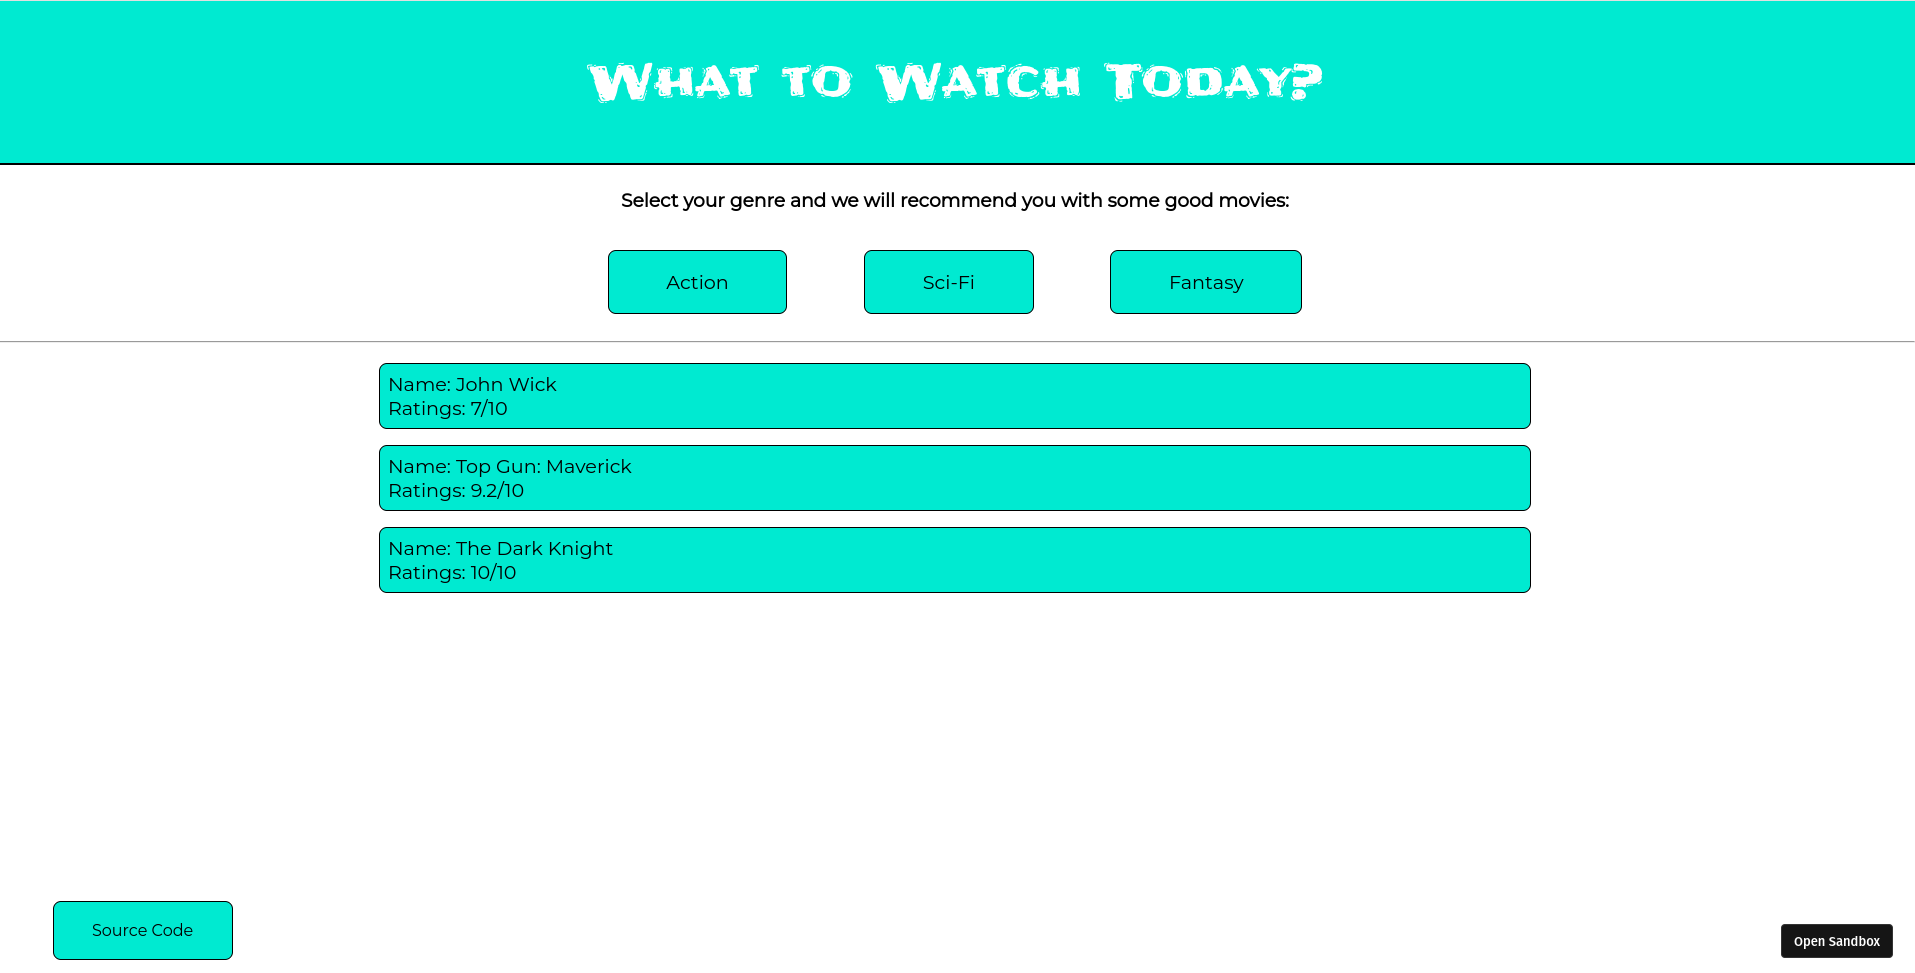 What to Watch Today?
Select your genre and we will recommend you with some good movies:
Action Sci-Fi Fantasy
Name: John Wick
Ratings: 7/10
Name: Top Gun: Maverick
Ratings: 9.2/10
Name: The Dark Knight
Ratings: 10/10
Source Code
Open Sandbox